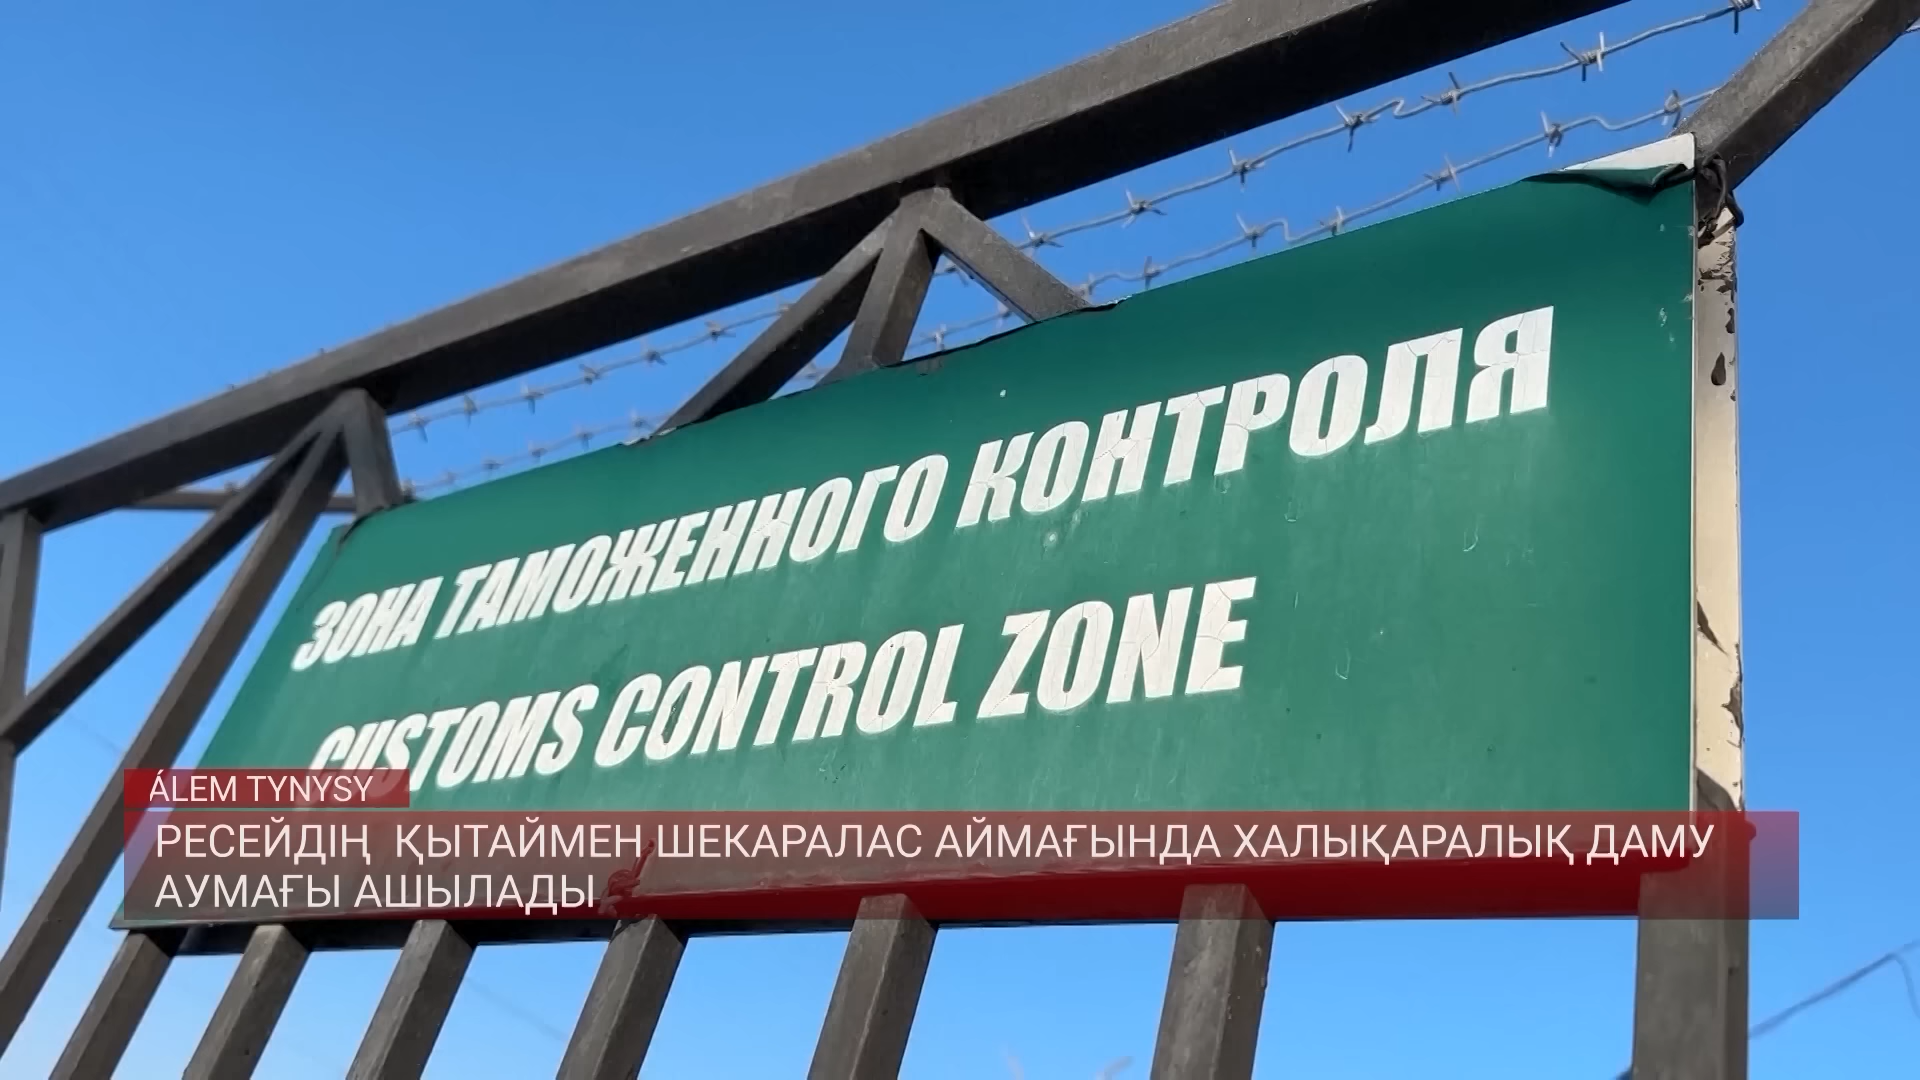 ЗОНА ТАМОЖЕННОГО КОНТРОЛЯ
CUSTOMS CONTROL ZONE
ÁLEM TYNYSY
РЕСЕЙДІҢ ҚЫТАЙМЕН ШЕКАРАЛАС АЙМАҒЫНДА ХАЛЫҚАРАЛЫҚ ДАМУ
АУМАҒЫ АШЫЛАДЫ